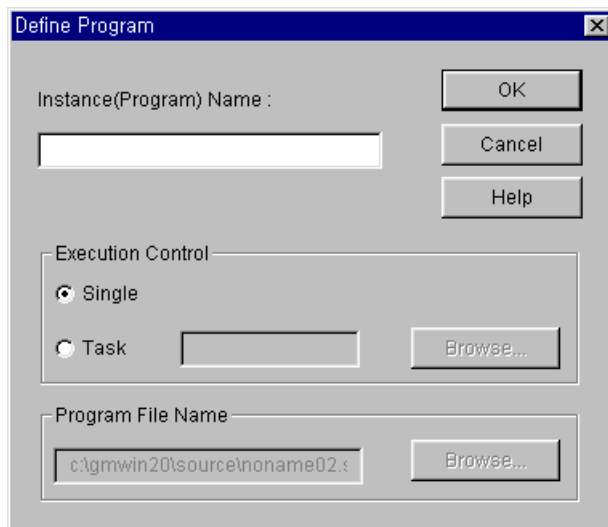 Define Program
Instance(Program) Name :
OK
Cancel
Help
Execution Control
Single
Task
Browse...
Program File Name
c:\gmwin20\source\noname02.s
Browse...